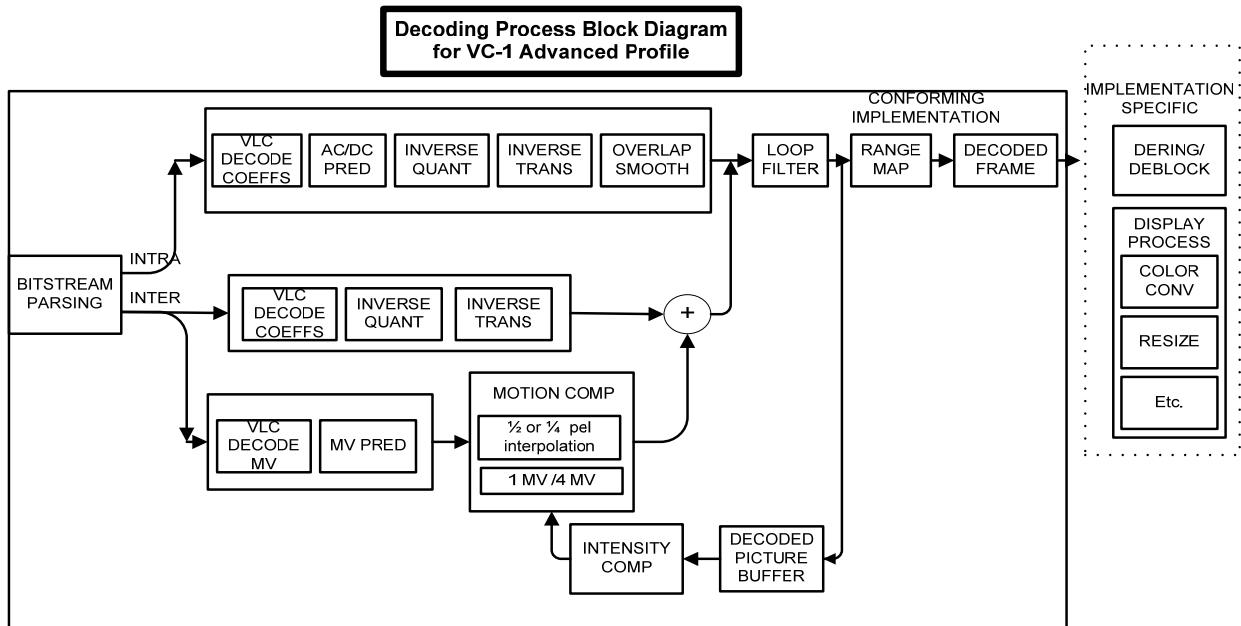 Decoding Process Block Diagram
for VC-1 Advanced Profile
CONFORMING
IMPLEMENTATION
IMPLEMENTATION
SPECIFIC
VLC
DECODE
COEFFS
AC/DC
PRED
INVERSE
QUANT
INVERSE
TRANS
OVERLAP
SMOOTH
LOOP
FILTER
RANGE
MAP
DECODED
FRAME
DERING/
DEBLOCK
DISPLAY
PROCESS
COLOR
CONV
RESIZE
Etc.
BITSTREAM
PARSING
INTRA
INTER
VLC
DECODE
COEFFS
INVERSE
QUANT
INVERSE
TRANS
+
VLC
DECODE
MV
MV PRED
MOTION COMP
½ or ¼ pel
interpolation
1 MV /4 MV
INTENSITY
COMP
DECODED
PICTURE
BUFFER